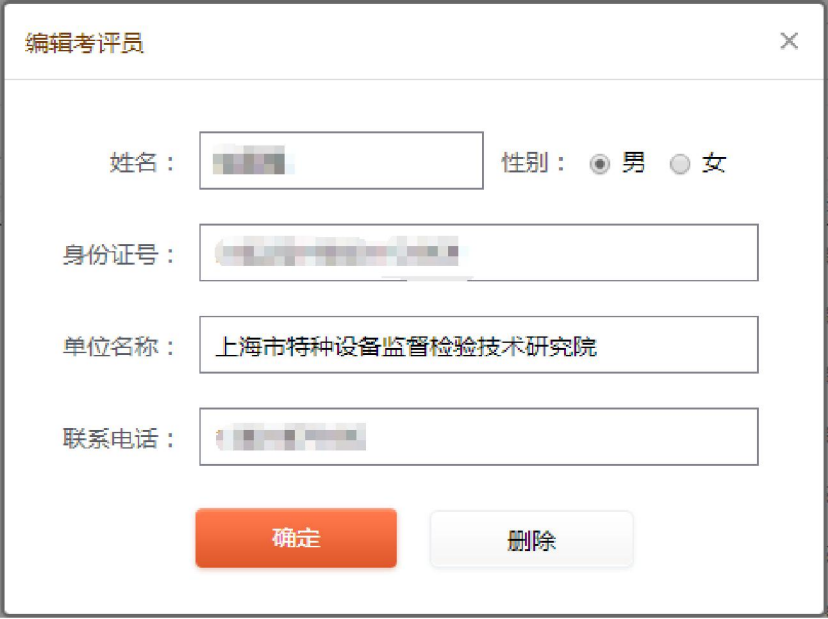 编辑考评员
姓名： 性别： 男 女
身份证号：
单位名称： 上海市特种设备监督检验技术研究院
联系电话：
确定 删除